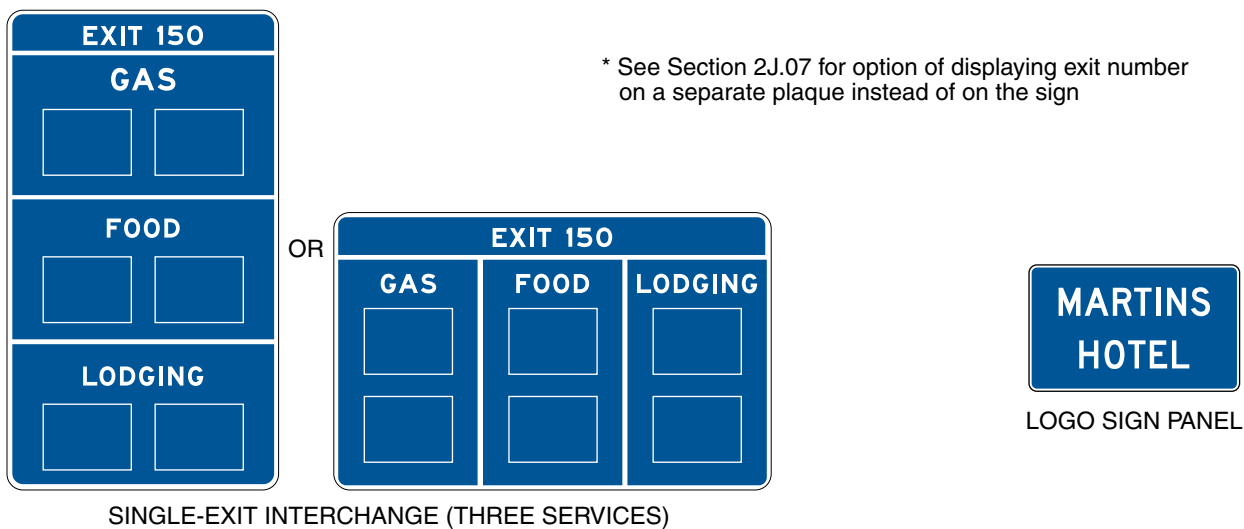 EXIT 150
GAS
FOOD
LODGING
OR
EXIT 150
GAS FOOD LODGING
* See Section 2J.07 for option of displaying exit number
on a separate plaque instead of on the sign
MARTINS
HOTEL
LOGO SIGN PANEL
SINGLE-EXIT INTERCHANGE (THREE SERVICES)